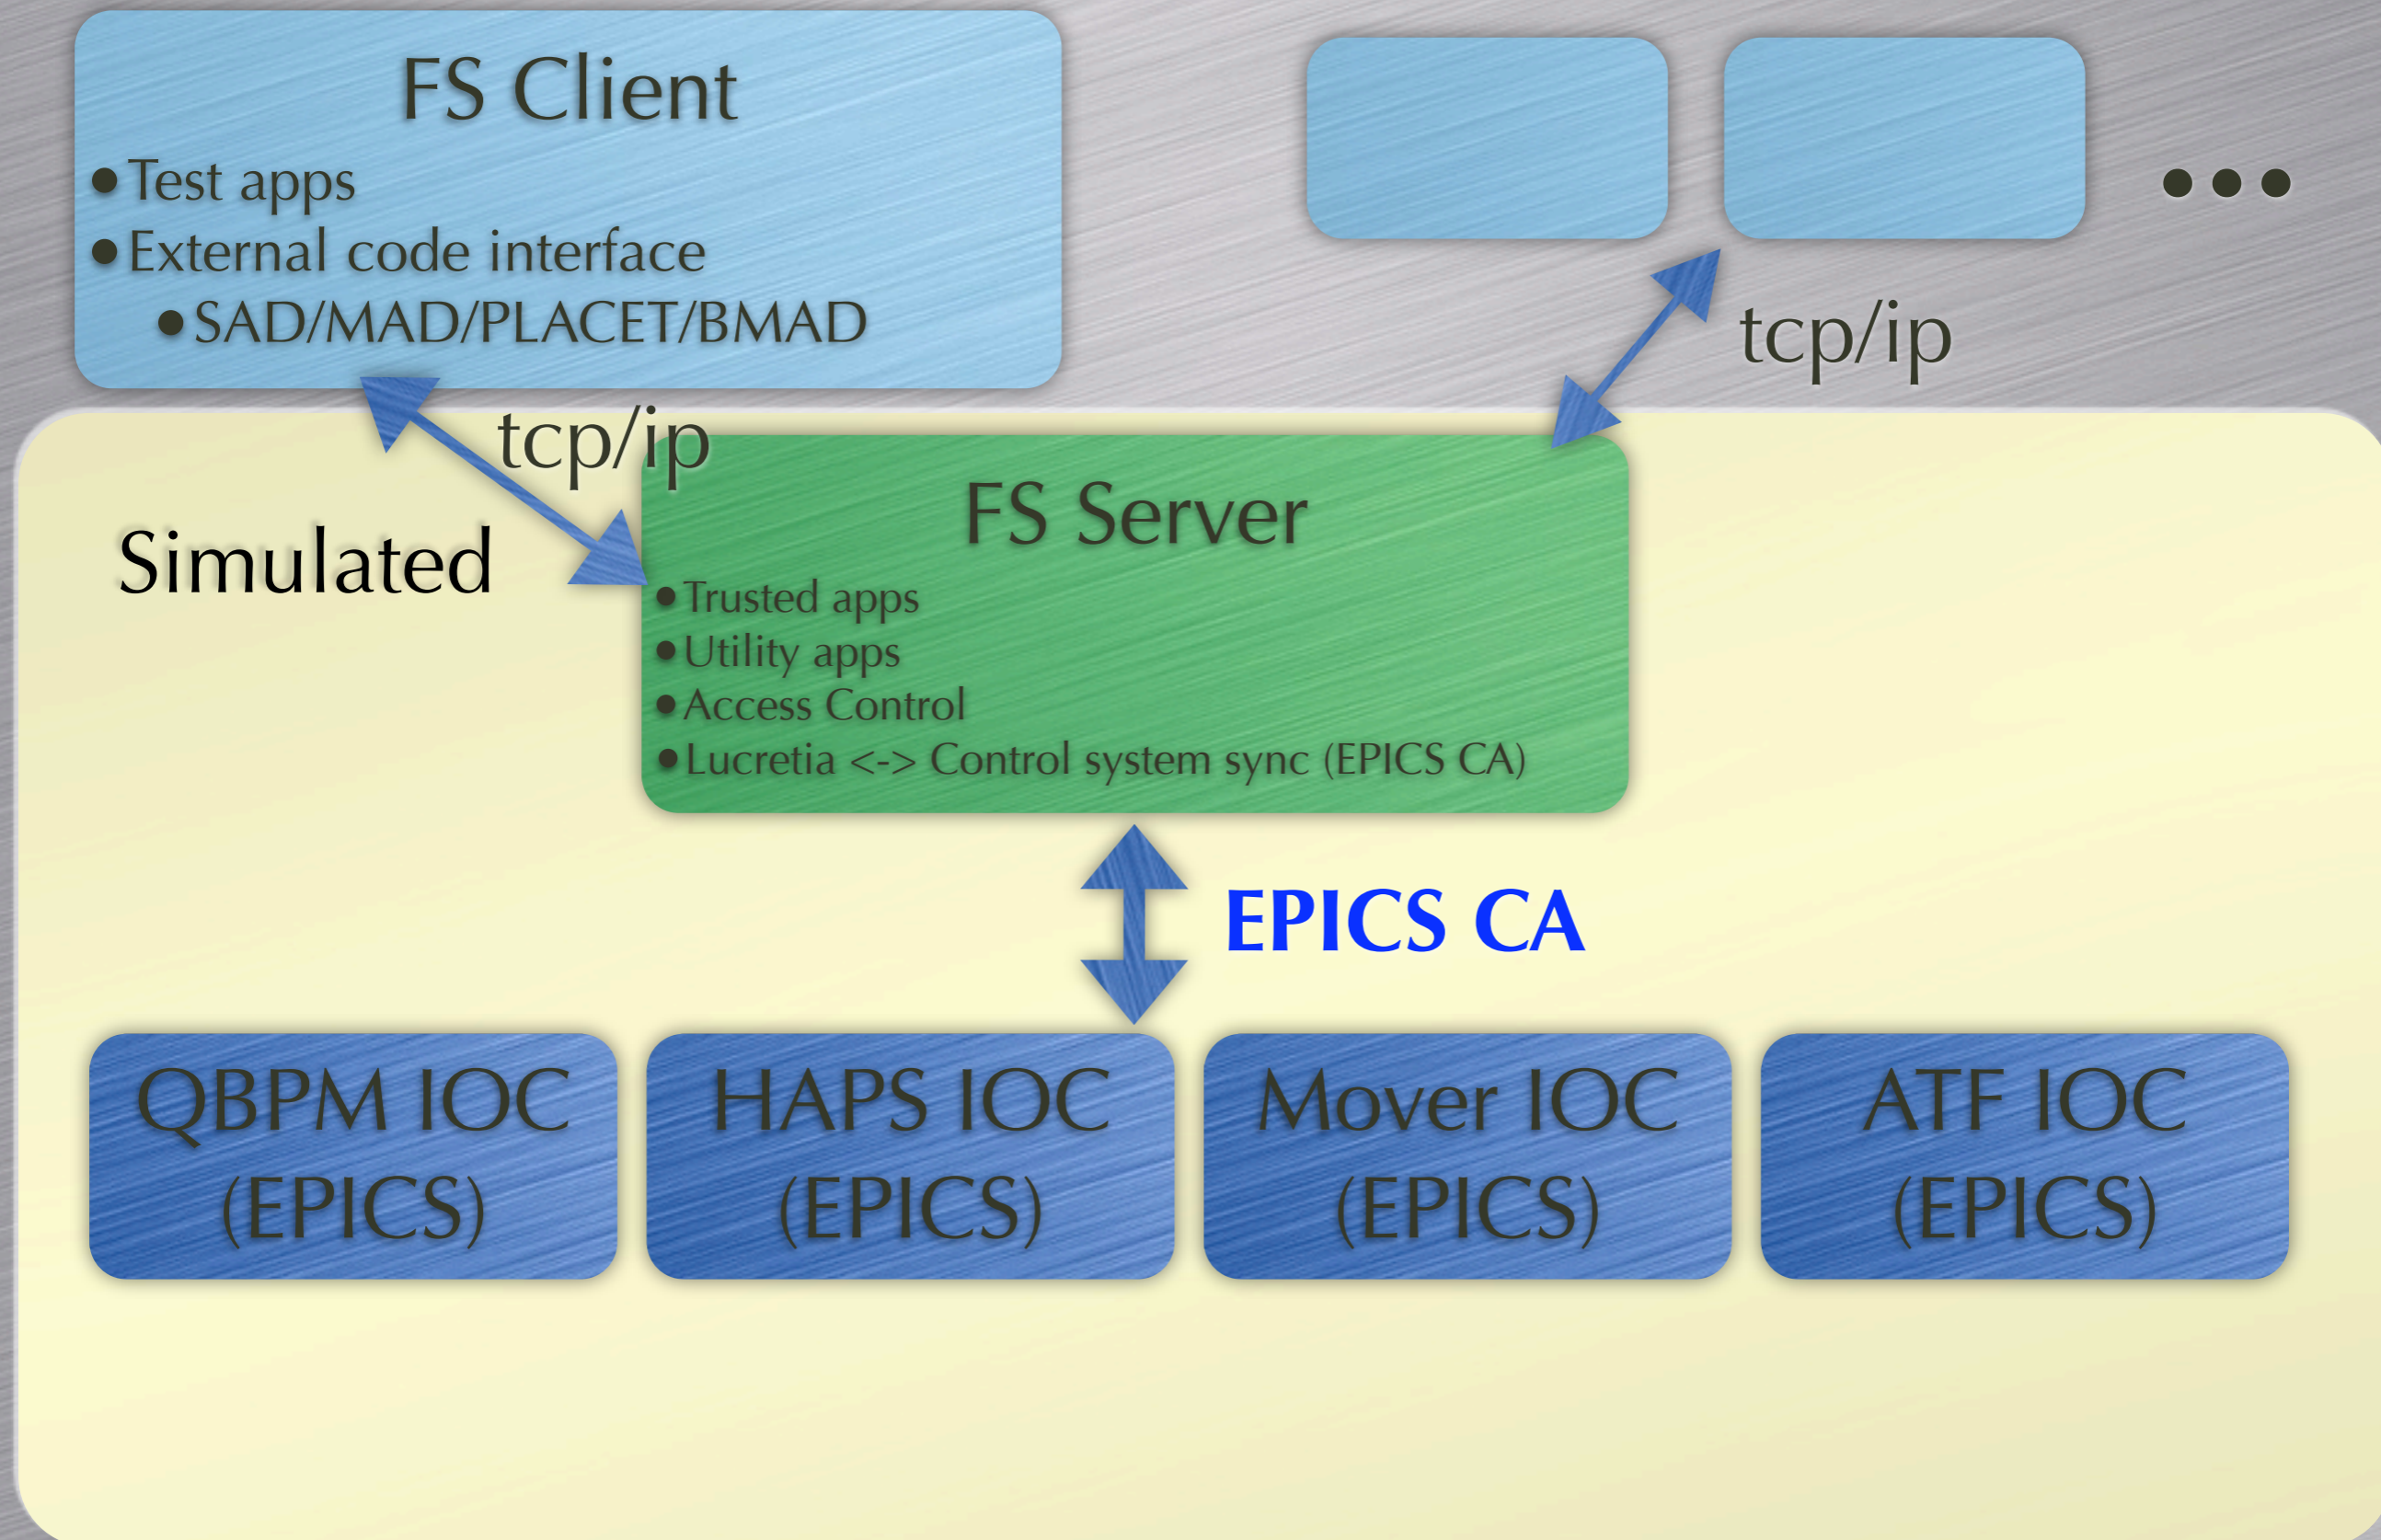 FS Client
• Test apps
• External code interface
• SAD/MAD/PLACET/BMAD
•••
tcp/ip
tcp/ip
Simulated
FS Server
• Trusted apps
• Utility apps
• Access Control
• Lucretia <-> Control system sync (EPICS CA)
EPICS CA
QBPM IOC
(EPICS)
HAPS IOC
(EPICS)
Mover IOC
(EPICS)
ATF IOC
(EPICS)